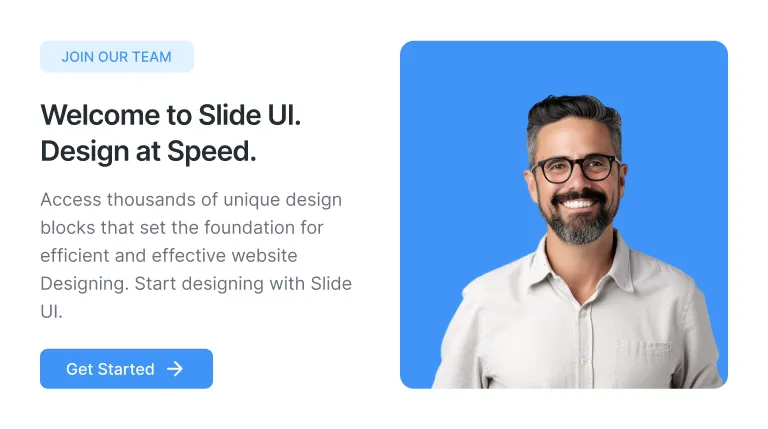 JOIN OUR TEAM
Welcome to Slide UI.
Design at Speed.
Access thousands of unique design
blocks that set the foundation for
efficient and effective website
Designing. Start designing with Slide
UI.
Get Started